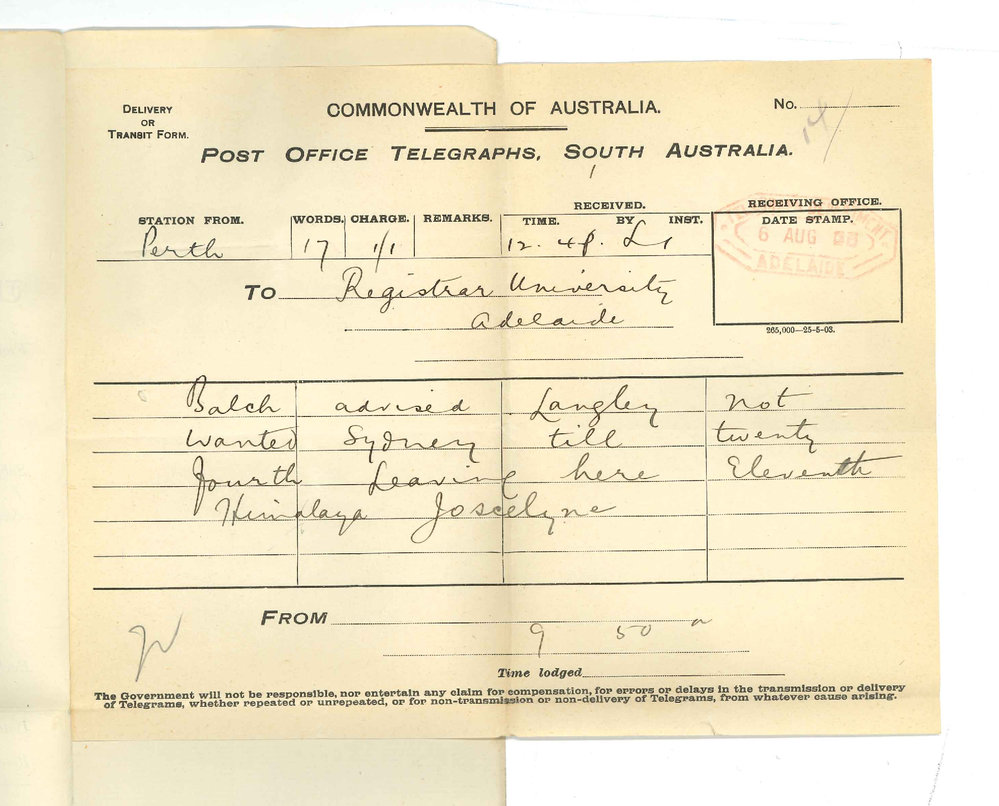 DELIVERY
OR
TRANSIT FORM.
COMMONWEALTH OF AUSTRALIA.
No. 14/
POST OFFICE TELEGRAPHS, SOUTH AUSTRALIA.
STATION FROM. WORDS. CHARGE. REMARKS. RECEIVED. TIME. BY INST.
Perth 17 1/1 12. 4p.
RECEIVING OFFICE.
DATE STAMP.
6 AUG
ADELAIDE
265,000—25-5-03.
TO Registrar University
Adelaide
Balch advised Langley not
wanted Sydney till twenty
Fourth Leaving here Eleventh
Himalaya Joscelyne
FROM
9 50 a
Time lodged
The Government will not be responsible, nor entertain any claim for compensation, for errors or delays in the transmission or delivery
of Telegrams, whether repeated or unrepeated, or for non-transmission or non-delivery of Telegrams, from whatever cause arising.